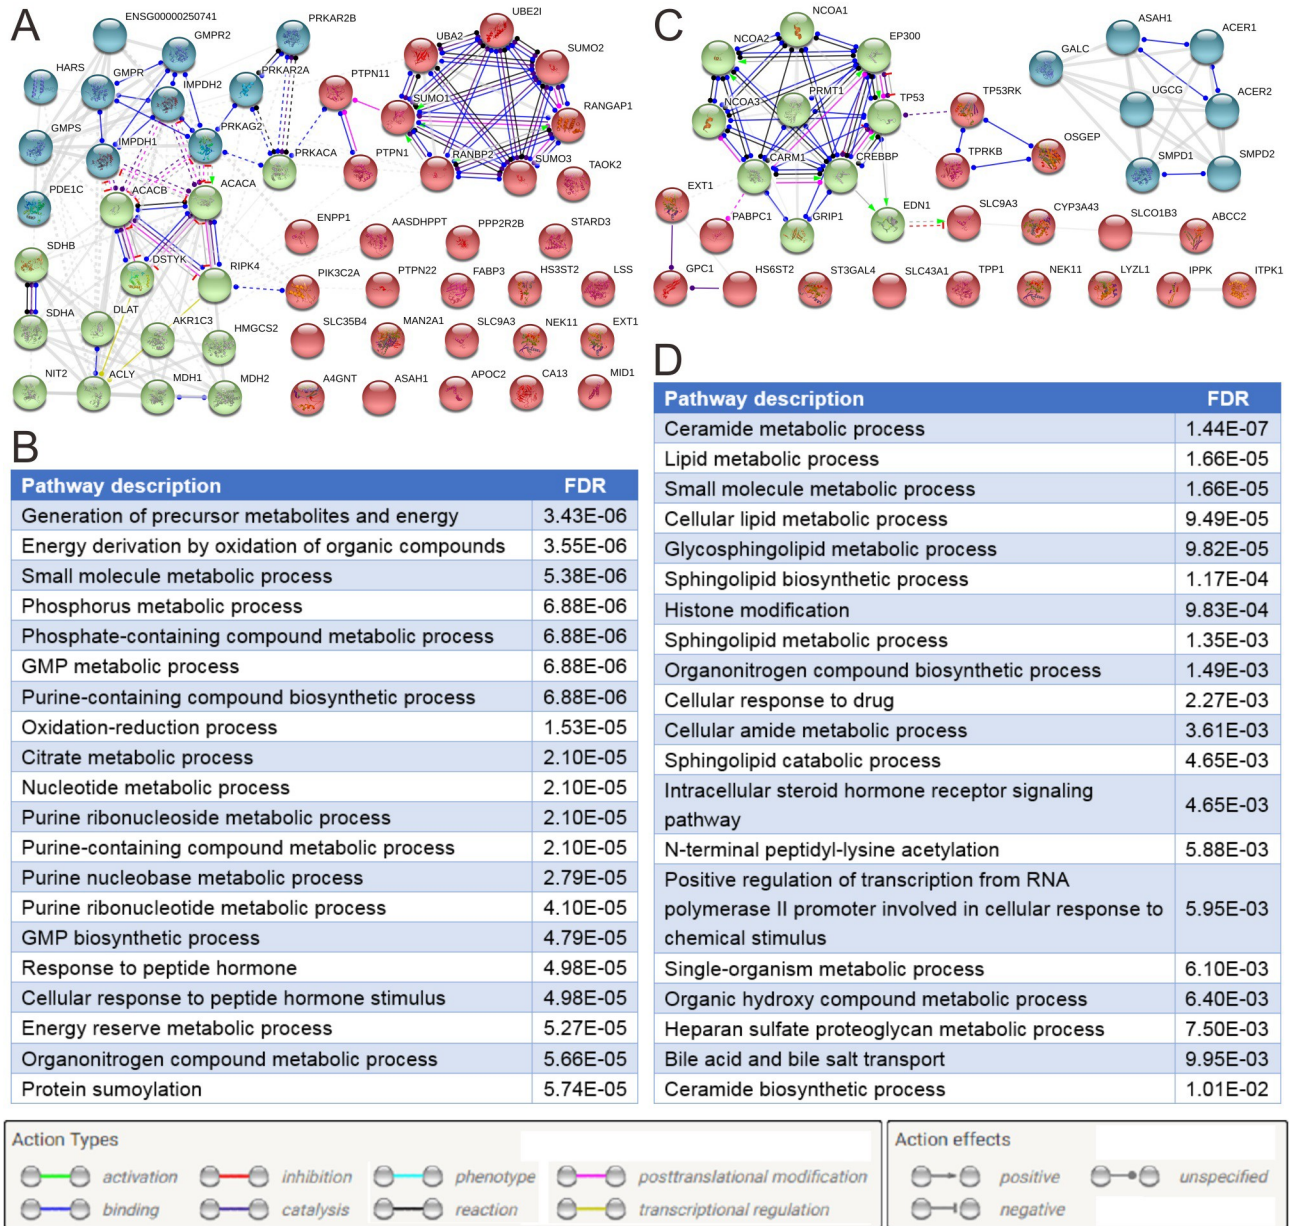 A
ENSG00000250741
GMPR2
PRKAR2B
HARS
GMPR
IMPDH2
PRKAR2A
PTPN11
UBA2
UBE2I
SUMO2
SUMO1
RANGAP1
GMPS
IMPDH1
PRKAG2
PRKACA
PTPN1
RANBP2
SUMO3
TAOK2
PDE1C
ACACB
ACACA
ENPP1
AASDHPPT
PPP2R2B
STARD3
SDHB
DSTYK
RIPK4
PIK3C2A
PTPN22
FABP3
HS3ST2
LSS
SDHA
DLAT
AKR1C3
HMGCS2
SLC35B4
MAN2A1
SLC9A3
NEK11
EXT1
NIT2
ACLY
MDH1
MDH2
A4GNT
ASAH1
APOC2
CA13
MID1
B
Pathway description FDR
Generation of precursor metabolites and energy 3.43E-06
Energy derivation by oxidation of organic compounds 3.55E-06
Small molecule metabolic process 5.38E-06
Phosphorus metabolic process 6.88E-06
Phosphate-containing compound metabolic process 6.88E-06
GMP metabolic process 6.88E-06
Purine-containing compound biosynthetic process 6.88E-06
Oxidation-reduction process 1.53E-05
Citrate metabolic process 2.10E-05
Nucleotide metabolic process 2.10E-05
Purine ribonucleoside metabolic process 2.10E-05
Purine-containing compound metabolic process 2.10E-05
Purine nucleobase metabolic process 2.79E-05
Purine ribonucleotide metabolic process 4.10E-05
GMP biosynthetic process 4.79E-05
Response to peptide hormone 4.98E-05
Cellular response to peptide hormone stimulus 4.98E-05
Energy reserve metabolic process 5.27E-05
Organonitrogen compound metabolic process 5.66E-05
Protein sumoylation 5.74E-05
C
NCOA1
NCOA2
EP300
ASAH1
ACER1
GALC
NCOA3
PRMT1
TP53
TP53RK
UGCG
ACER2
OSGEP
CARM1
CREBBP
TPRKB
SMPD1
SMPD2
EXT1
PABPC1
GRIP1
EDN1
SLC9A3
CYP3A43
SLCO1B3
ABCC2
GPC1
HS6ST2
ST3GAL4
SLC43A1
TPP1
NEK11
LYZL1
IPPK
ITPK1
D
Pathway description FDR
Ceramide metabolic process 1.44E-07
Lipid metabolic process 1.66E-05
Small molecule metabolic process 1.66E-05
Cellular lipid metabolic process 9.49E-05
Glycosphingolipid metabolic process 9.82E-05
Sphingolipid biosynthetic process 1.17E-04
Histone modification 9.83E-04
Sphingolipid metabolic process 1.35E-03
Organonitrogen compound biosynthetic process 1.49E-03
Cellular response to drug 2.27E-03
Cellular amide metabolic process 3.61E-03
Sphingolipid catabolic process 4.65E-03
Intracellular steroid hormone receptor signaling
pathway 4.65E-03
N-terminal peptidyl-lysine acetylation 5.88E-03
Positive regulation of transcription from RNA
polymerase II promoter involved in cellular response to 5.95E-03
chemical stimulus
Single-organism metabolic process 6.10E-03
Organic hydroxy compound metabolic process 6.40E-03
Heparan sulfate proteoglycan metabolic process 7.50E-03
Bile acid and bile salt transport 9.95E-03
Ceramide biosynthetic process 1.01E-02
Action Types
activation inhibition phenotype posttranslational modification
binding catalysis reaction transcriptional regulation
Action effects
positive unspecified
negative